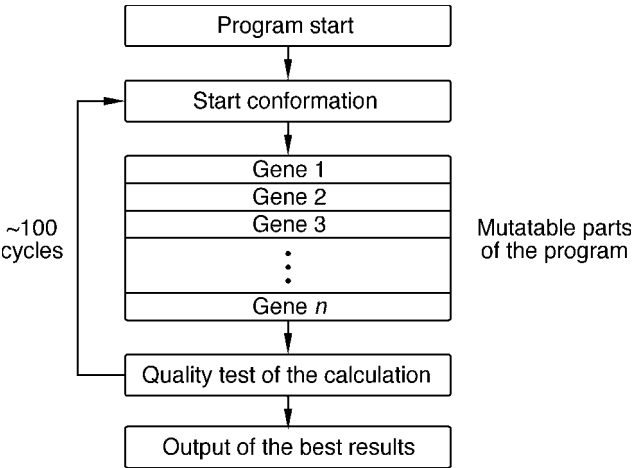 Program start
Start conformation
Gene 1
Gene 2
Gene 3
Gene n
~100
cycles
Mutatable parts
of the program
Quality test of the calculation
Output of the best results